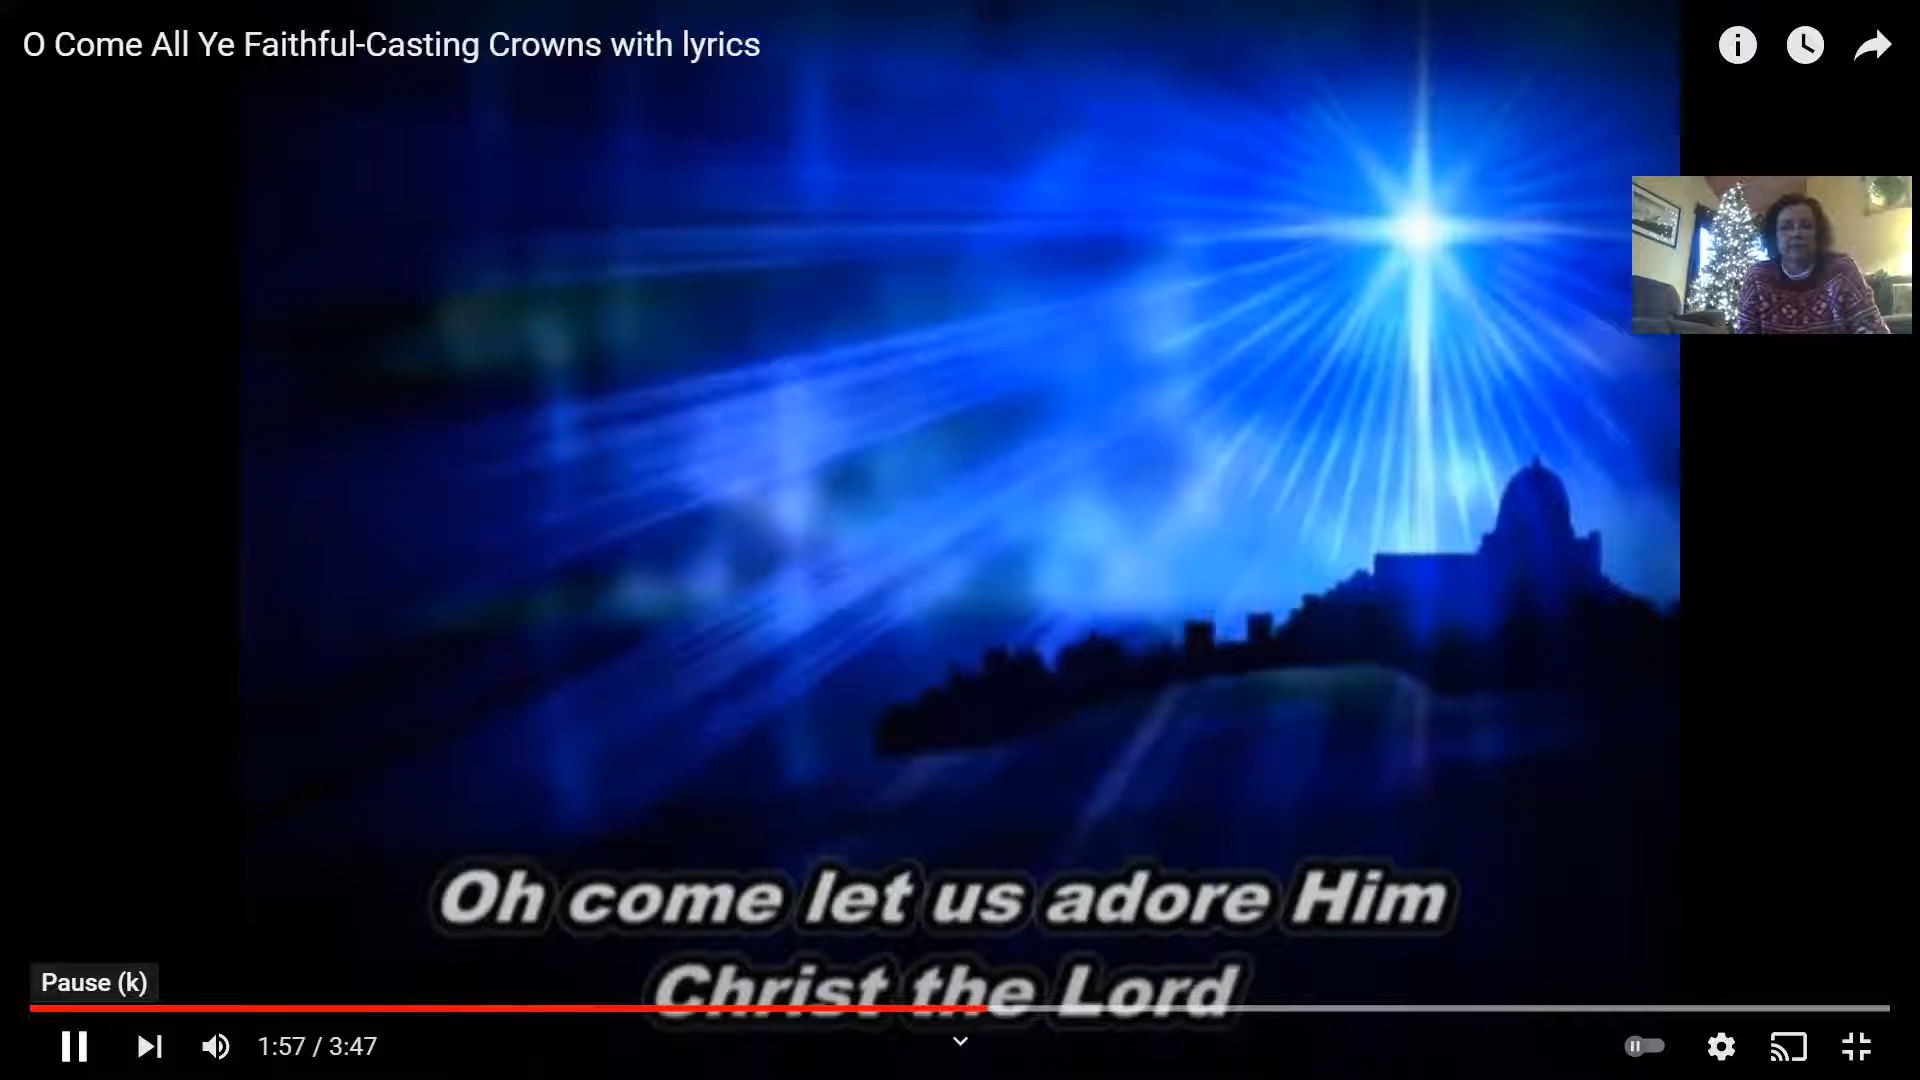 O Come All Ye Faithful-Casting Crowns with lyrics
Oh come let us adore Him
Christ the Lord
Pause (k)
1:57 / 3:47